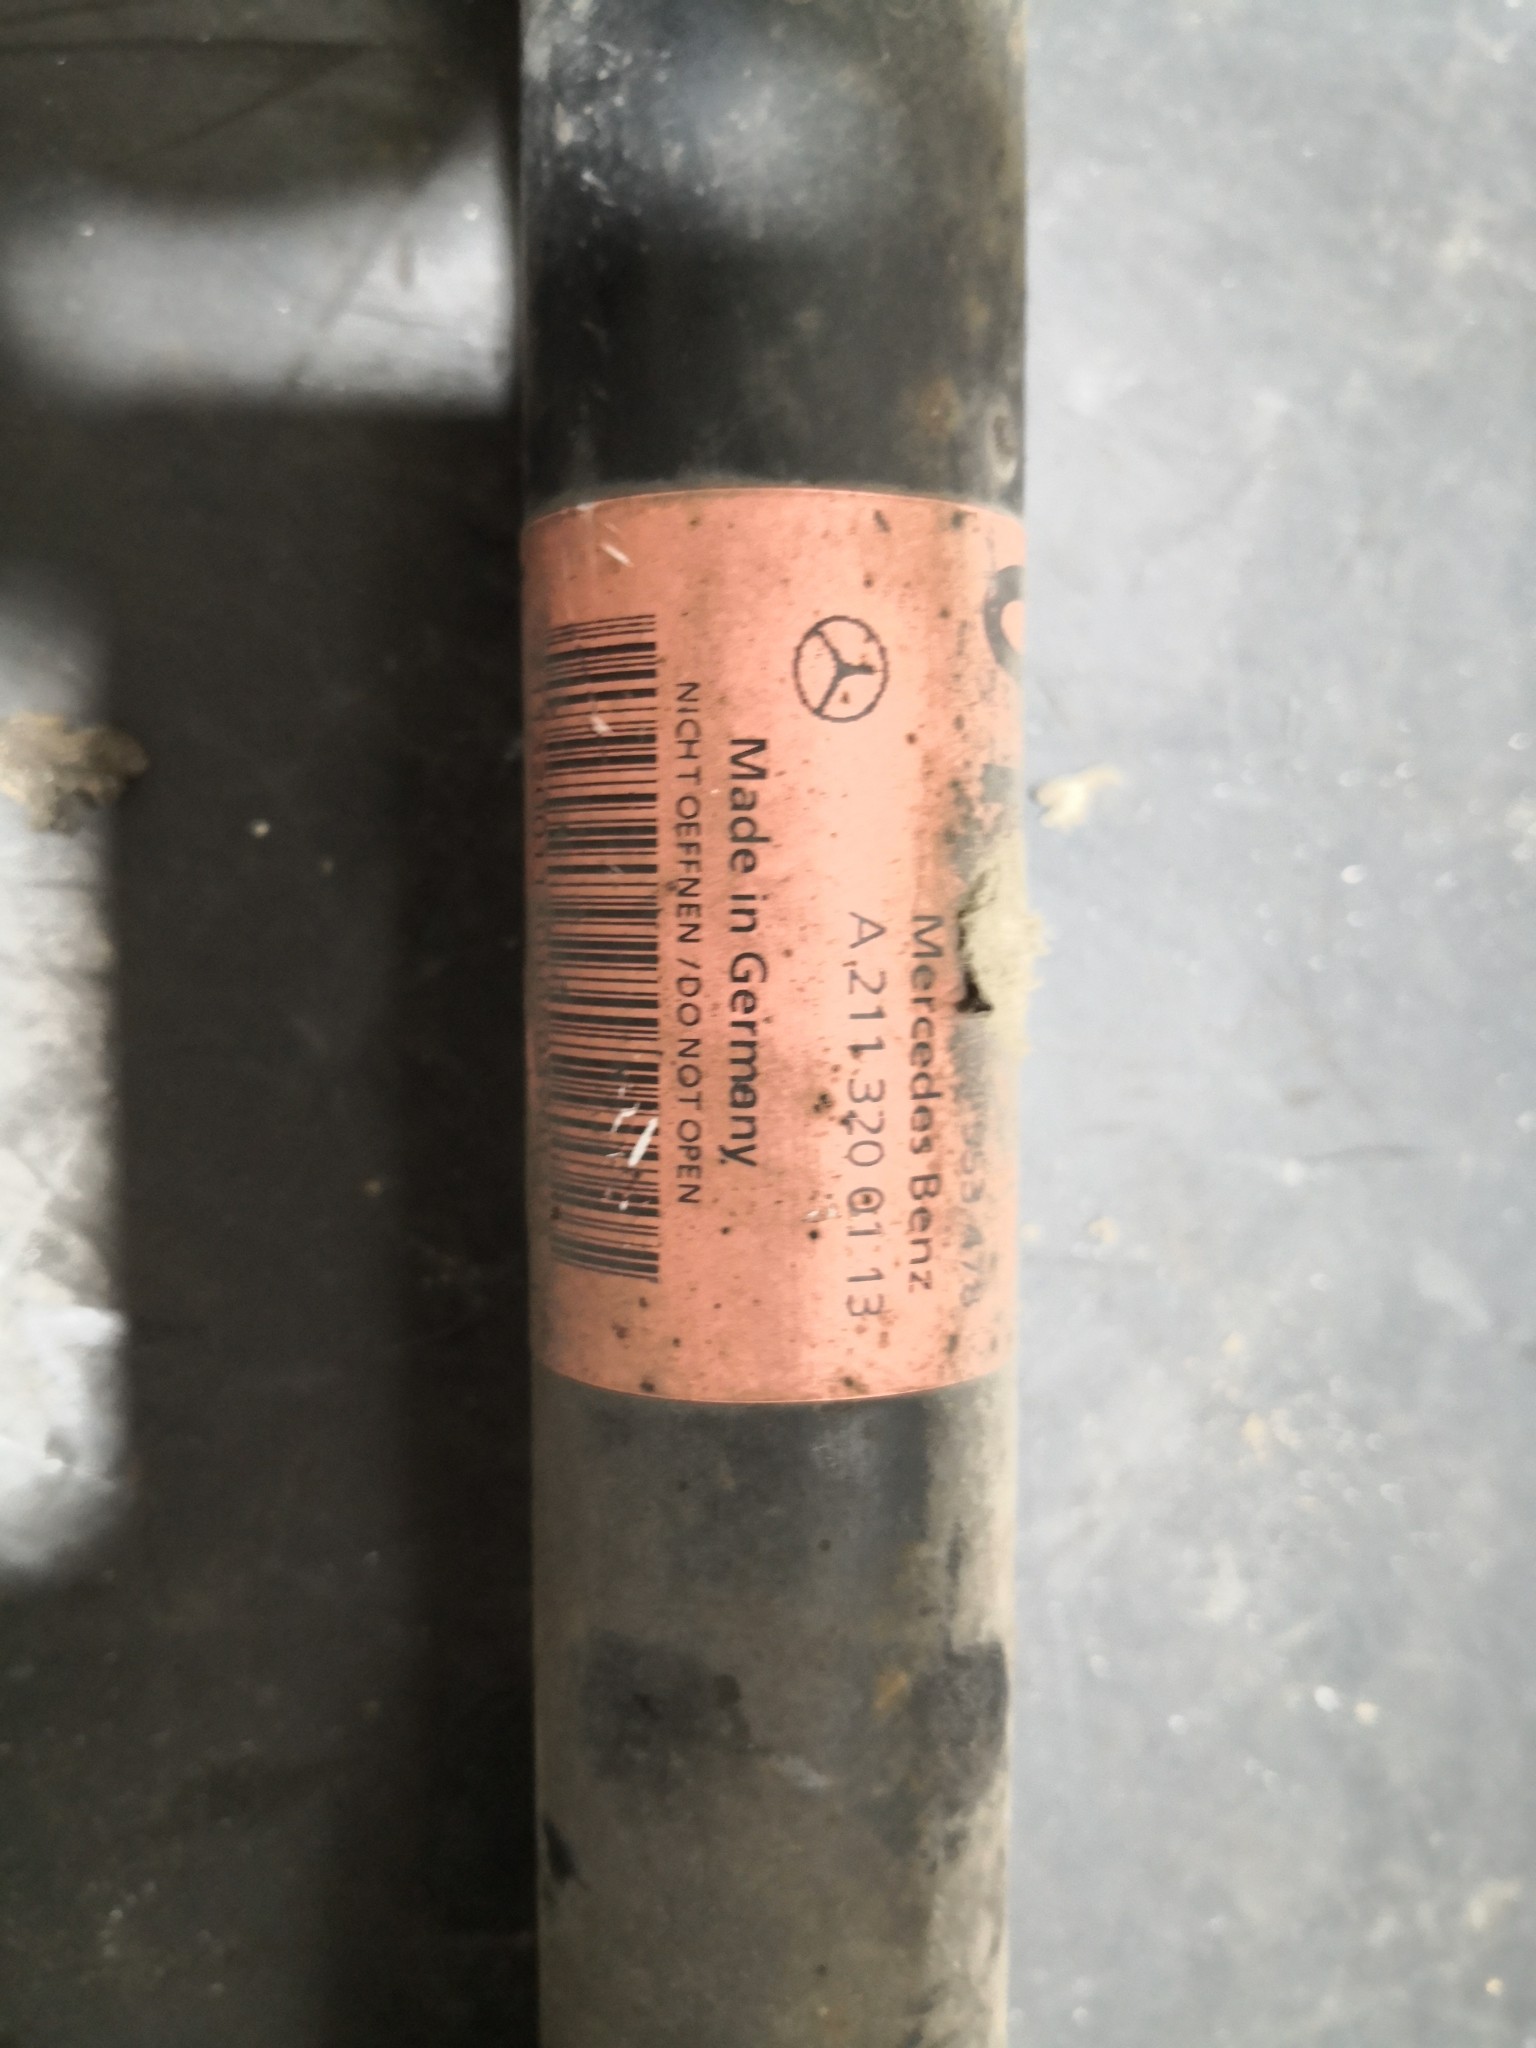 Mercedes Benz
A 211 320 01 13
Made in Germany
NICHT OEFFNEN / DO NOT OPEN